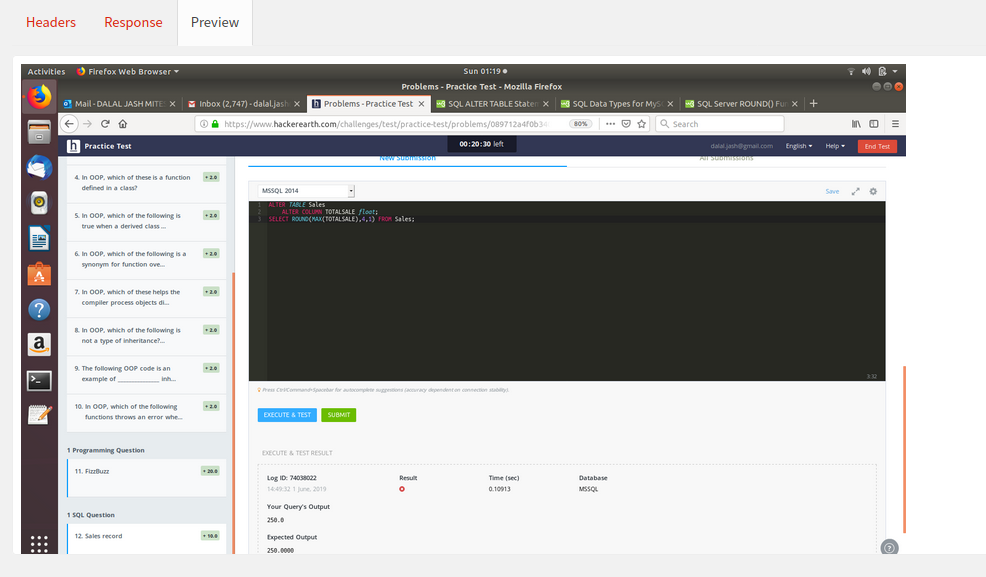 Headers Response Preview
Activities Firefox Web Browser Sun 01:19
Problems - Practice Test - Mozilla Firefox
Mail - DALAL JASH MITES Inbox (2,747) - dalal.jash Problems - Practice Test SQL ALTER TABLE Statem SQL Data Types for MyS SQL Server ROUND() Fu
https://www.hackerearth.com/challenges/test/practice-test/problems/089712a4f0b34 80% Search
h Practice Test 00:20:30 left dalal.jash@gmail.com English Help End Test
New Submission All Submissions
4. In OOP, which of these is a function + 2.0
defined in a class?
5. In OOP, which of the following is + 2.0
true when a derived class ...
6. In OOP, which of the following is a + 2.0
synonym for function ove...
7. In OOP, which of these helps the + 2.0
compiler process objects di...
8. In OOP, which of the following is + 2.0
not a type of inheritance?...
9. The following OOP code is an + 2.0
example of ____________ inh...
10. In OOP, which of the following + 2.0
functions throws an error whe...
1 Programming Question
11. FizzBuzz + 20.0
1 SQL Question
12. Sales record + 10.0
MSSQL 2014 Save
1 ALTER TABLE Sales
2 ALTER COLUMN TOTALSALE float;
3 SELECT ROUND(MAX(TOTALSALE),4,1) FROM Sales;
3:32
Press Ctrl/Command+Spacebar for autocomplete suggestions (accuracy dependent on connection stability).
EXECUTE & TEST SUBMIT
EXECUTE & TEST RESULT
Log ID: 74038022 Result Time (sec) Database
14:49:32 1 June, 2019 0.10913 MSSQL
Your Query's Output
250.0
Expected Output
250.0000